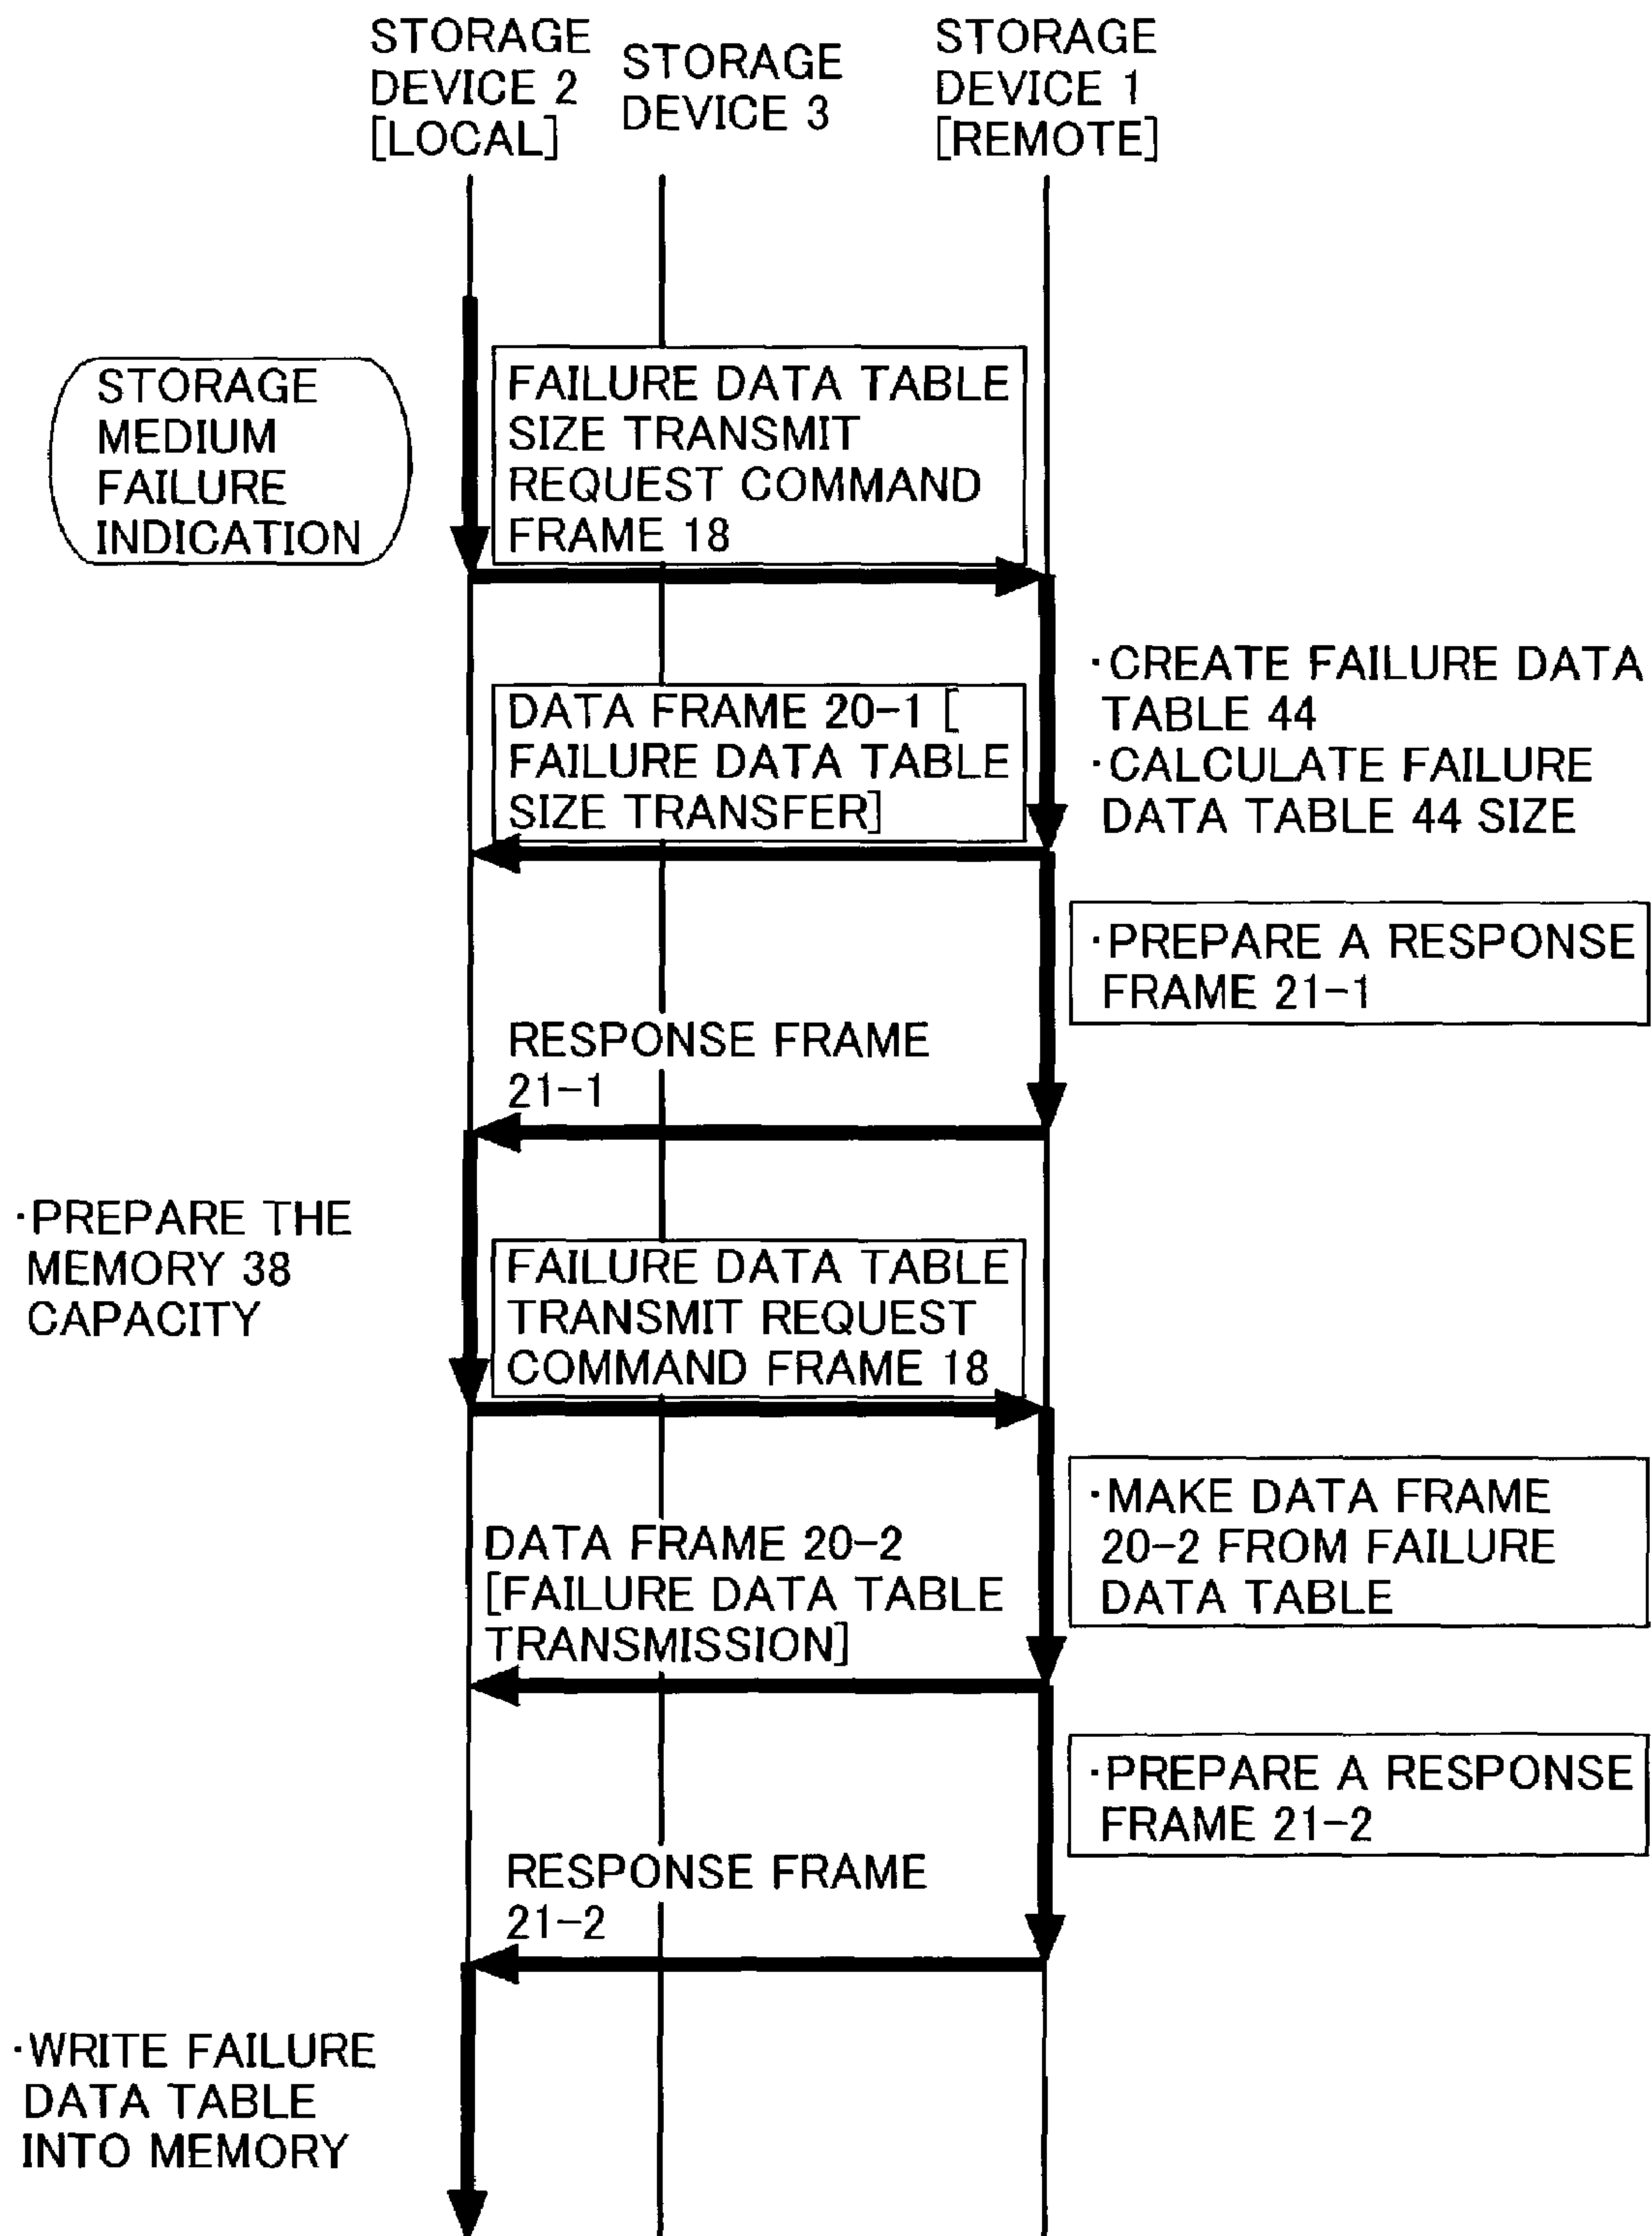 STORAGE
DEVICE 2
[LOCAL]
STORAGE
DEVICE 3
STORAGE
DEVICE 1
[REMOTE]
STORAGE
MEDIUM
FAILURE
INDICATION
FAILURE DATA TABLE
SIZE TRANSMIT
REQUEST COMMAND
FRAME 18
·CREATE FAILURE DATA
TABLE 44
·CALCULATE FAILURE
DATA TABLE 44 SIZE
DATA FRAME 20-1 [
FAILURE DATA TABLE
SIZE TRANSFER]
·PREPARE A RESPONSE
FRAME 21-1
RESPONSE FRAME
21-1
·PREPARE THE
MEMORY 38
CAPACITY
FAILURE DATA TABLE
TRANSMIT REQUEST
COMMAND FRAME 18
·MAKE DATA FRAME
20-2 FROM FAILURE
DATA TABLE
DATA FRAME 20-2
[FAILURE DATA TABLE
TRANSMISSION]
·PREPARE A RESPONSE
FRAME 21-2
RESPONSE FRAME
21-2
·WRITE FAILURE
DATA TABLE
INTO MEMORY